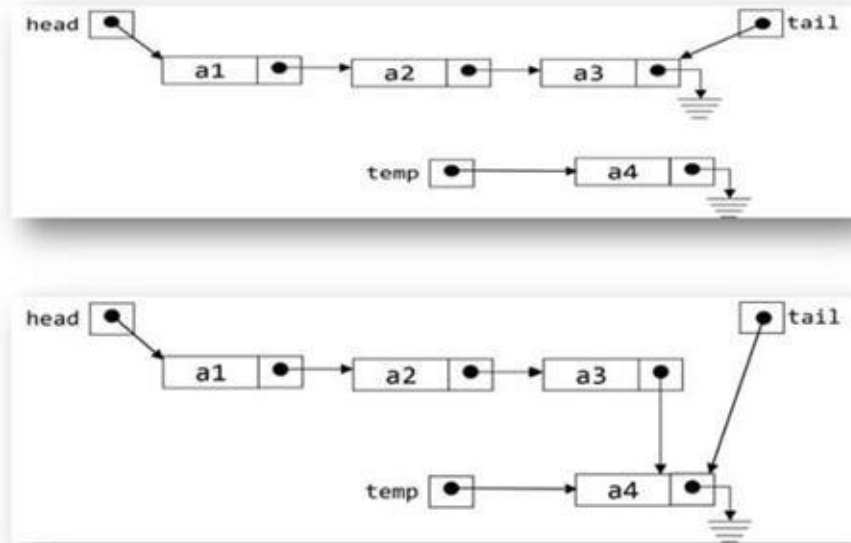 head
tail
a1 a2 a3
temp
a4
head
tail
a1 a2 a3
temp
a4